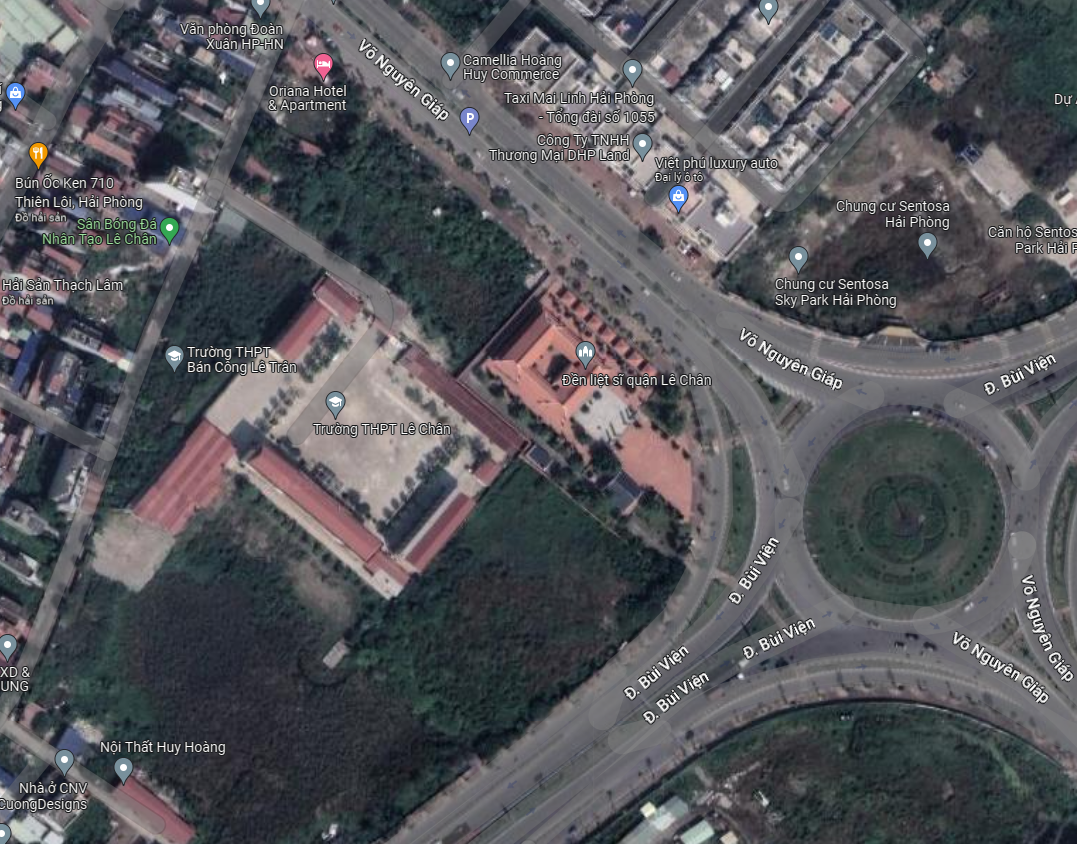 Văn phòng Đoàn
Xuân HP-HN
Võ Nguyên Giáp
Camellia Hoàng
Huy Commerce
Oriana Hotel
& Apartment
Taxi Mai Linh Hải Phòng
- Tổng đài số 1055
P
Dự
Công Ty TNHH
Thương Mại DHP Land
Việt phú luxury auto
Đại lý ô tô
Bún Ốc Ken 710
Thiên Lôi, Hải Phòng
Đồ hải sản
Sân Bóng Đá
Nhân Tạo Lê Chân
Chung cư Sentosa
Hải Phòng
Căn hộ Sentos
Park Hải P
Hải Sản Thạch Lâm
Đồ hải sản
Chung cư Sentosa
Sky Park Hải Phòng
Trường THPT
Bán Công Lê Trân
Võ Nguyên Giáp
Đ. Bùi Viện
Đền liệt sĩ quận Lê Chân
Trường THPT Lê Chân
Đ. Bùi Viện
Đ. Bùi Viện
Võ Nguyên Giáp
Võ Nguyên Giáp
Đ. Bùi Viện
Đ. Bùi Viện
XD &
UNG
Nội Thất Huy Hoàng
Nhà ở CNV
CuongDesigns